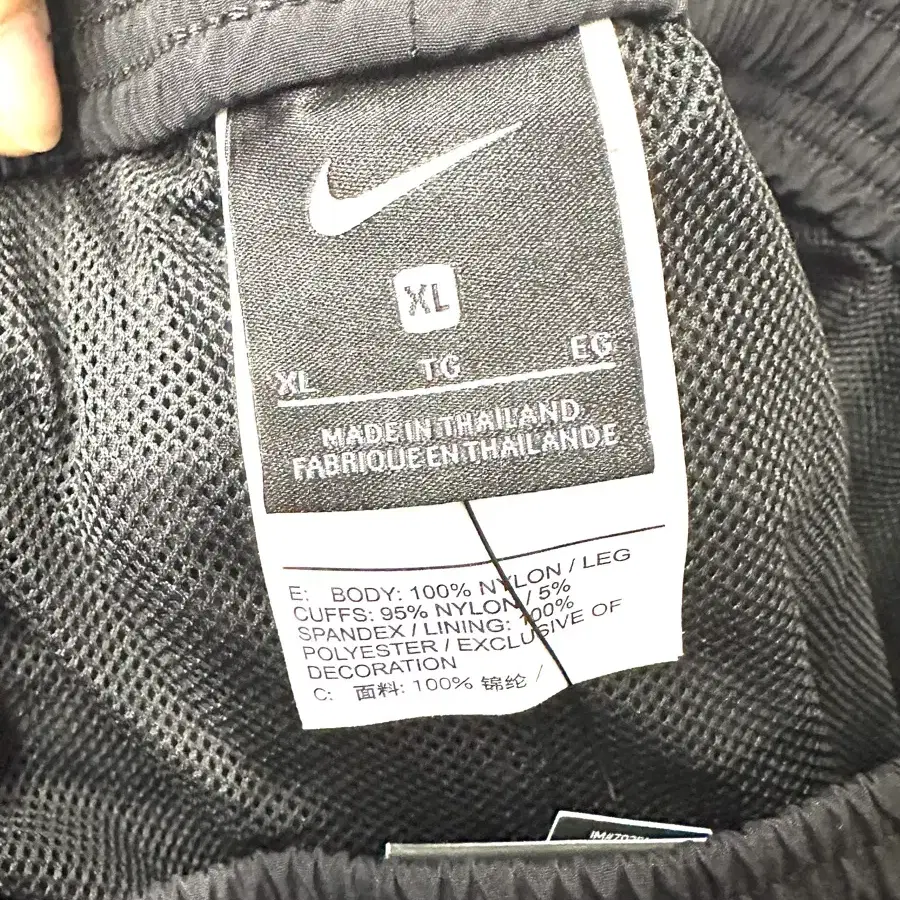 XL
XL TG EG
MADE IN THAILAND
FABRIQUE EN THAILANDE
E: BODY: 100% NYLON / LEG
CUFFS: 95% NYLON / 5%
SPANDEX / LINING: 100%
POLYESTER / EXCLUSIVE OF
DECORATION
C: 面料: 100% 锦纶 /